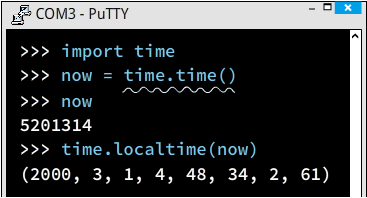 COM3 - PuTTY
>>> import time
>>> now = time.time()
>>> now
5201314
>>> time.localtime(now)
(2000, 3, 1, 4, 48, 34, 2, 61)